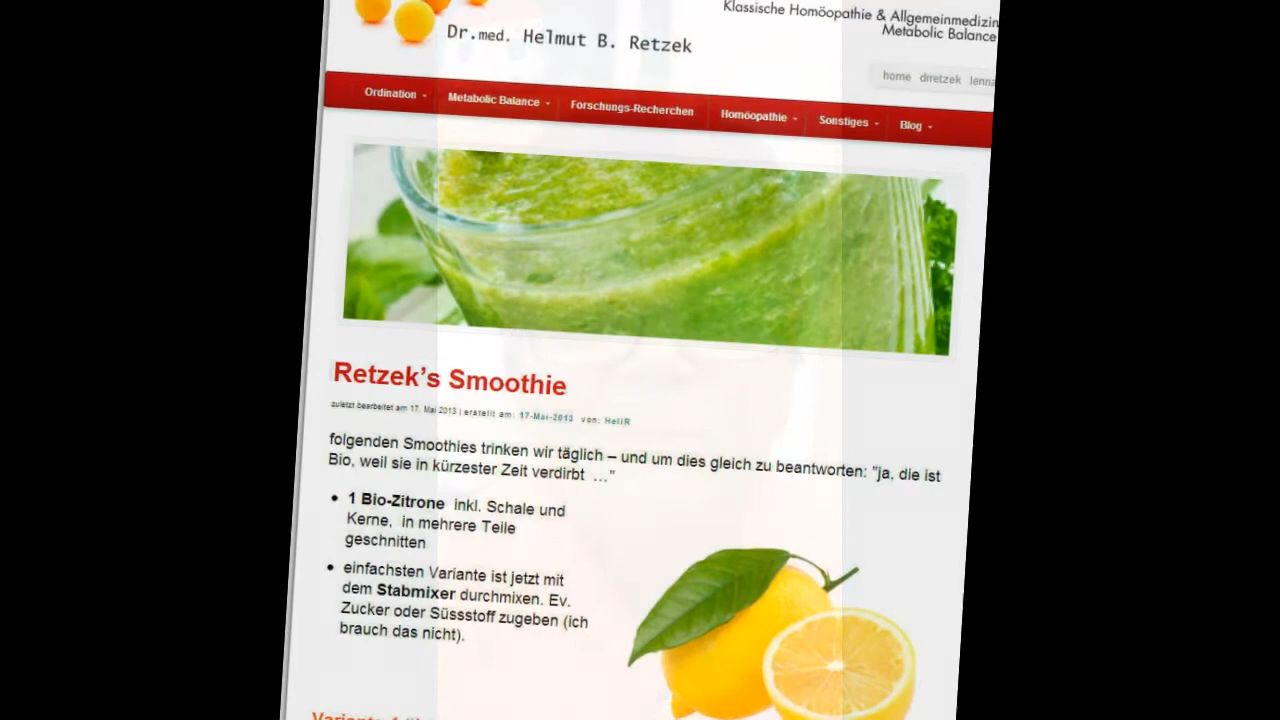 Klassische Homöopathie & Allgemeinmedizin
Metabolic Balance
Dr.med. Helmut B. Retzek
home drretzek
Ordination Metabolic Balance Forschungs-Recherchen Homöopathie Sonstiges Blog
Retzek's Smoothie
zuletzt bearbeitet am 17. Mai 2013 | erstellt am: 17-Mai-2013 von: HeliR
folgenden Smoothies trinken wir täglich – und um dies gleich zu beantworten: "ja, die ist
Bio, weil sie in kürzester Zeit verdirbt …"
• 1 Bio-Zitrone inkl. Schale und
Kerne, in mehrere Teile
geschnitten
• einfachsten Variante ist jetzt mit
dem Stabmixer durchmixen. Ev.
Zucker oder Süssstoff zugeben (ich
brauch das nicht).